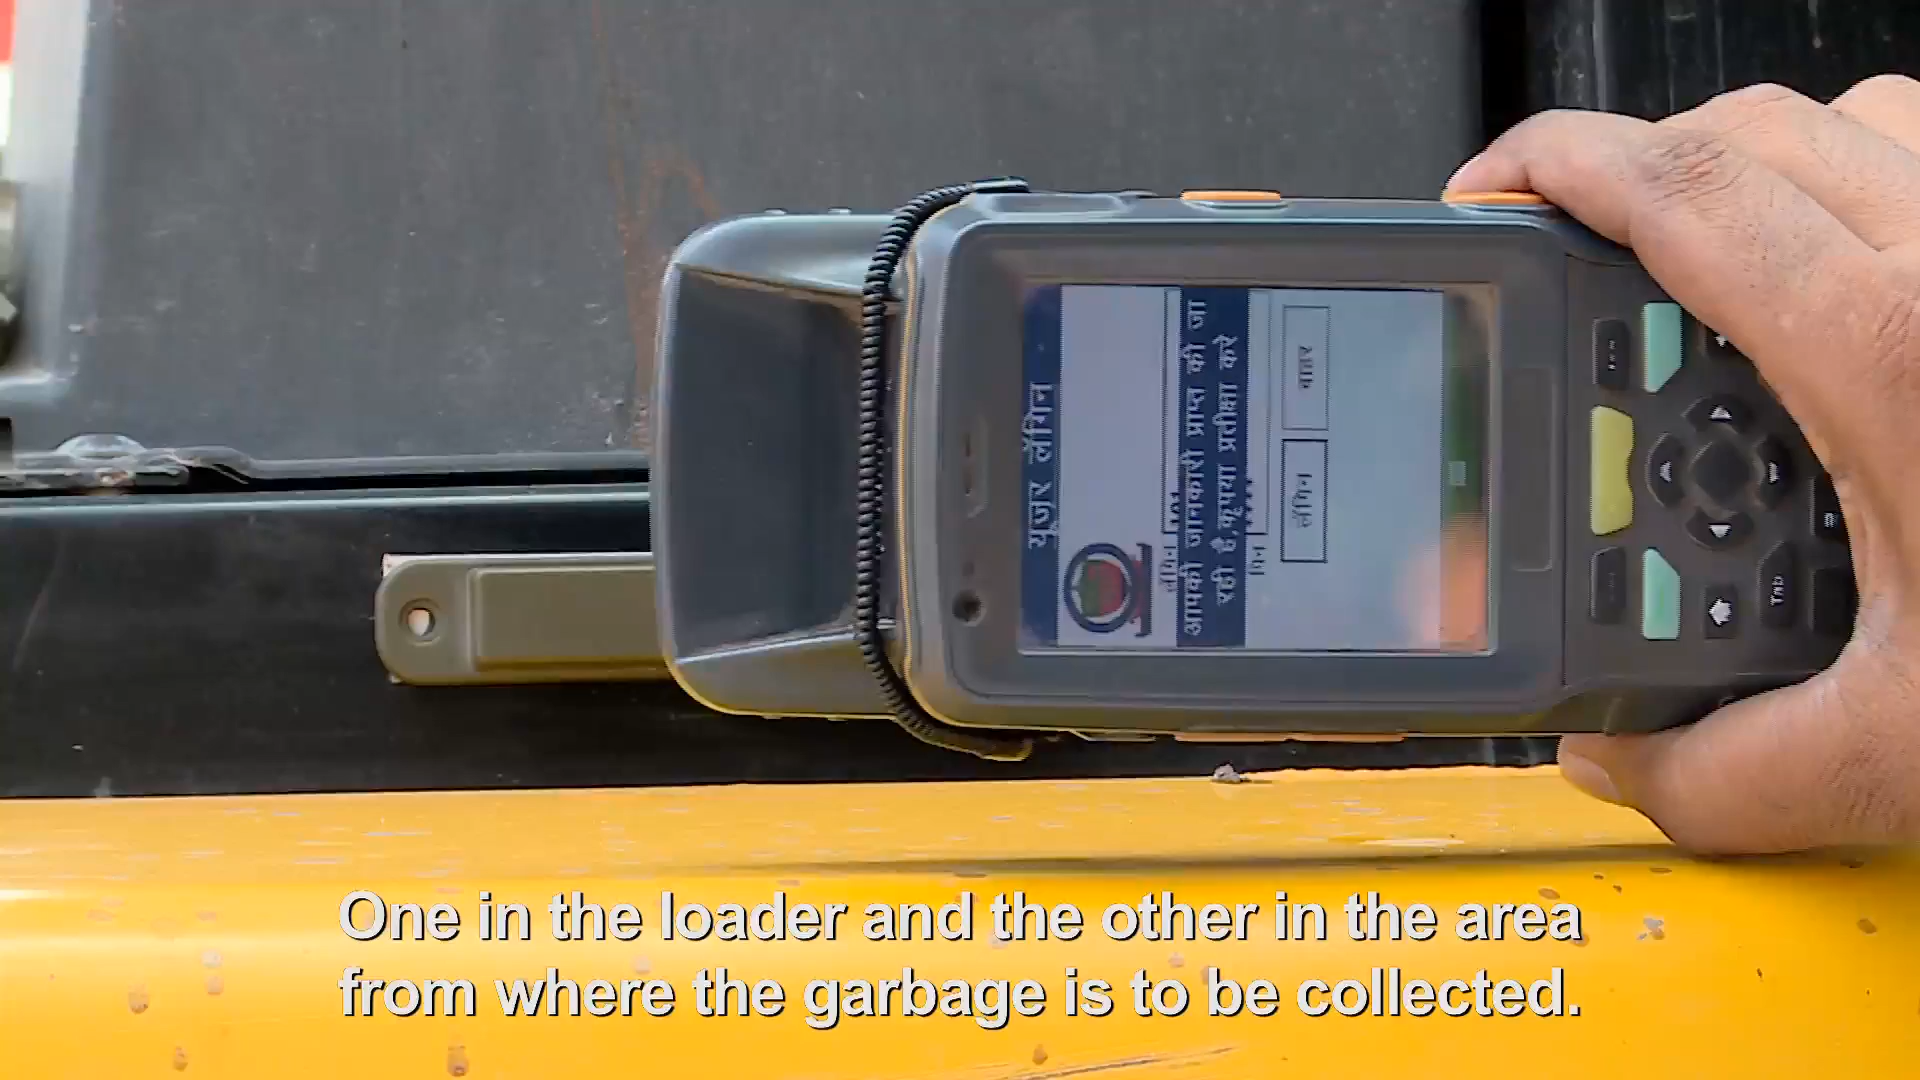 यूजर लॉगिन
आपकी जानकारी प्राप्त की जा
रही है,कृपया प्रतीक्षा करे
लॉगिन
Tab
One in the loader and the other in the area
from where the garbage is to be collected.